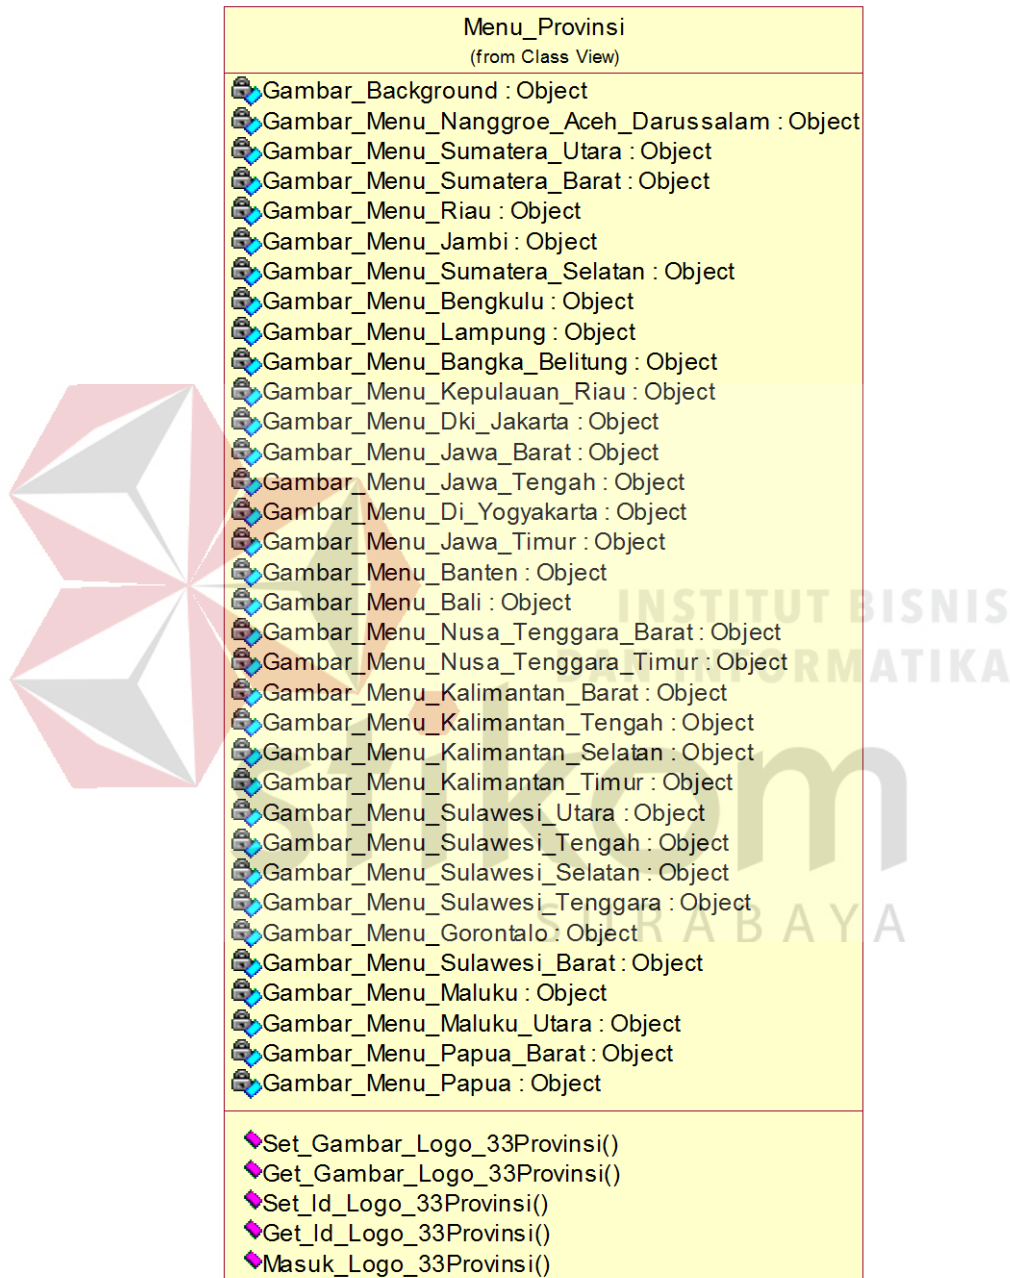 Menu_Provinsi
(from Class View)
Gambar_Background : Object
Gambar_Menu_Nanggroe_Aceh_Darussalam : Object
Gambar_Menu_Sumatera_Utara : Object
Gambar_Menu_Sumatera_Barat : Object
Gambar_Menu_Riau : Object
Gambar_Menu_Jambi : Object
Gambar_Menu_Sumatera_Selatan : Object
Gambar_Menu_Bengkulu : Object
Gambar_Menu_Lampung : Object
Gambar_Menu_Bangka_Belitung : Object
Gambar_Menu_Kepulauan_Riau : Object
Gambar_Menu_Dki_Jakarta : Object
Gambar_Menu_Jawa_Barat : Object
Gambar_Menu_Jawa_Tengah : Object
Gambar_Menu_Di_Yogyakarta : Object
Gambar_Menu_Jawa_Timur : Object
Gambar_Menu_Banten : Object
Gambar_Menu_Bali : Object
Gambar_Menu_Nusa_Tenggara_Barat : Object
Gambar_Menu_Nusa_Tenggara_Timur : Object
Gambar_Menu_Kalimantan_Barat : Object
Gambar_Menu_Kalimantan_Tengah : Object
Gambar_Menu_Kalimantan_Selatan : Object
Gambar_Menu_Kalimantan_Timur : Object
Gambar_Menu_Sulawesi_Utara : Object
Gambar_Menu_Sulawesi_Tengah : Object
Gambar_Menu_Sulawesi_Selatan : Object
Gambar_Menu_Sulawesi_Tenggara : Object
Gambar_Menu_Gorontalo : Object
Gambar_Menu_Sulawesi_Barat : Object
Gambar_Menu_Maluku : Object
Gambar_Menu_Maluku_Utara : Object
Gambar_Menu_Papua_Barat : Object
Gambar_Menu_Papua : Object
Set_Gambar_Logo_33Provinsi()
Get_Gambar_Logo_33Provinsi()
Set_Id_Logo_33Provinsi()
Get_Id_Logo_33Provinsi()
Masuk_Logo_33Provinsi()
INSTITUT BISNIS
DAN INFORMATIKA
stikom
SURABAYA